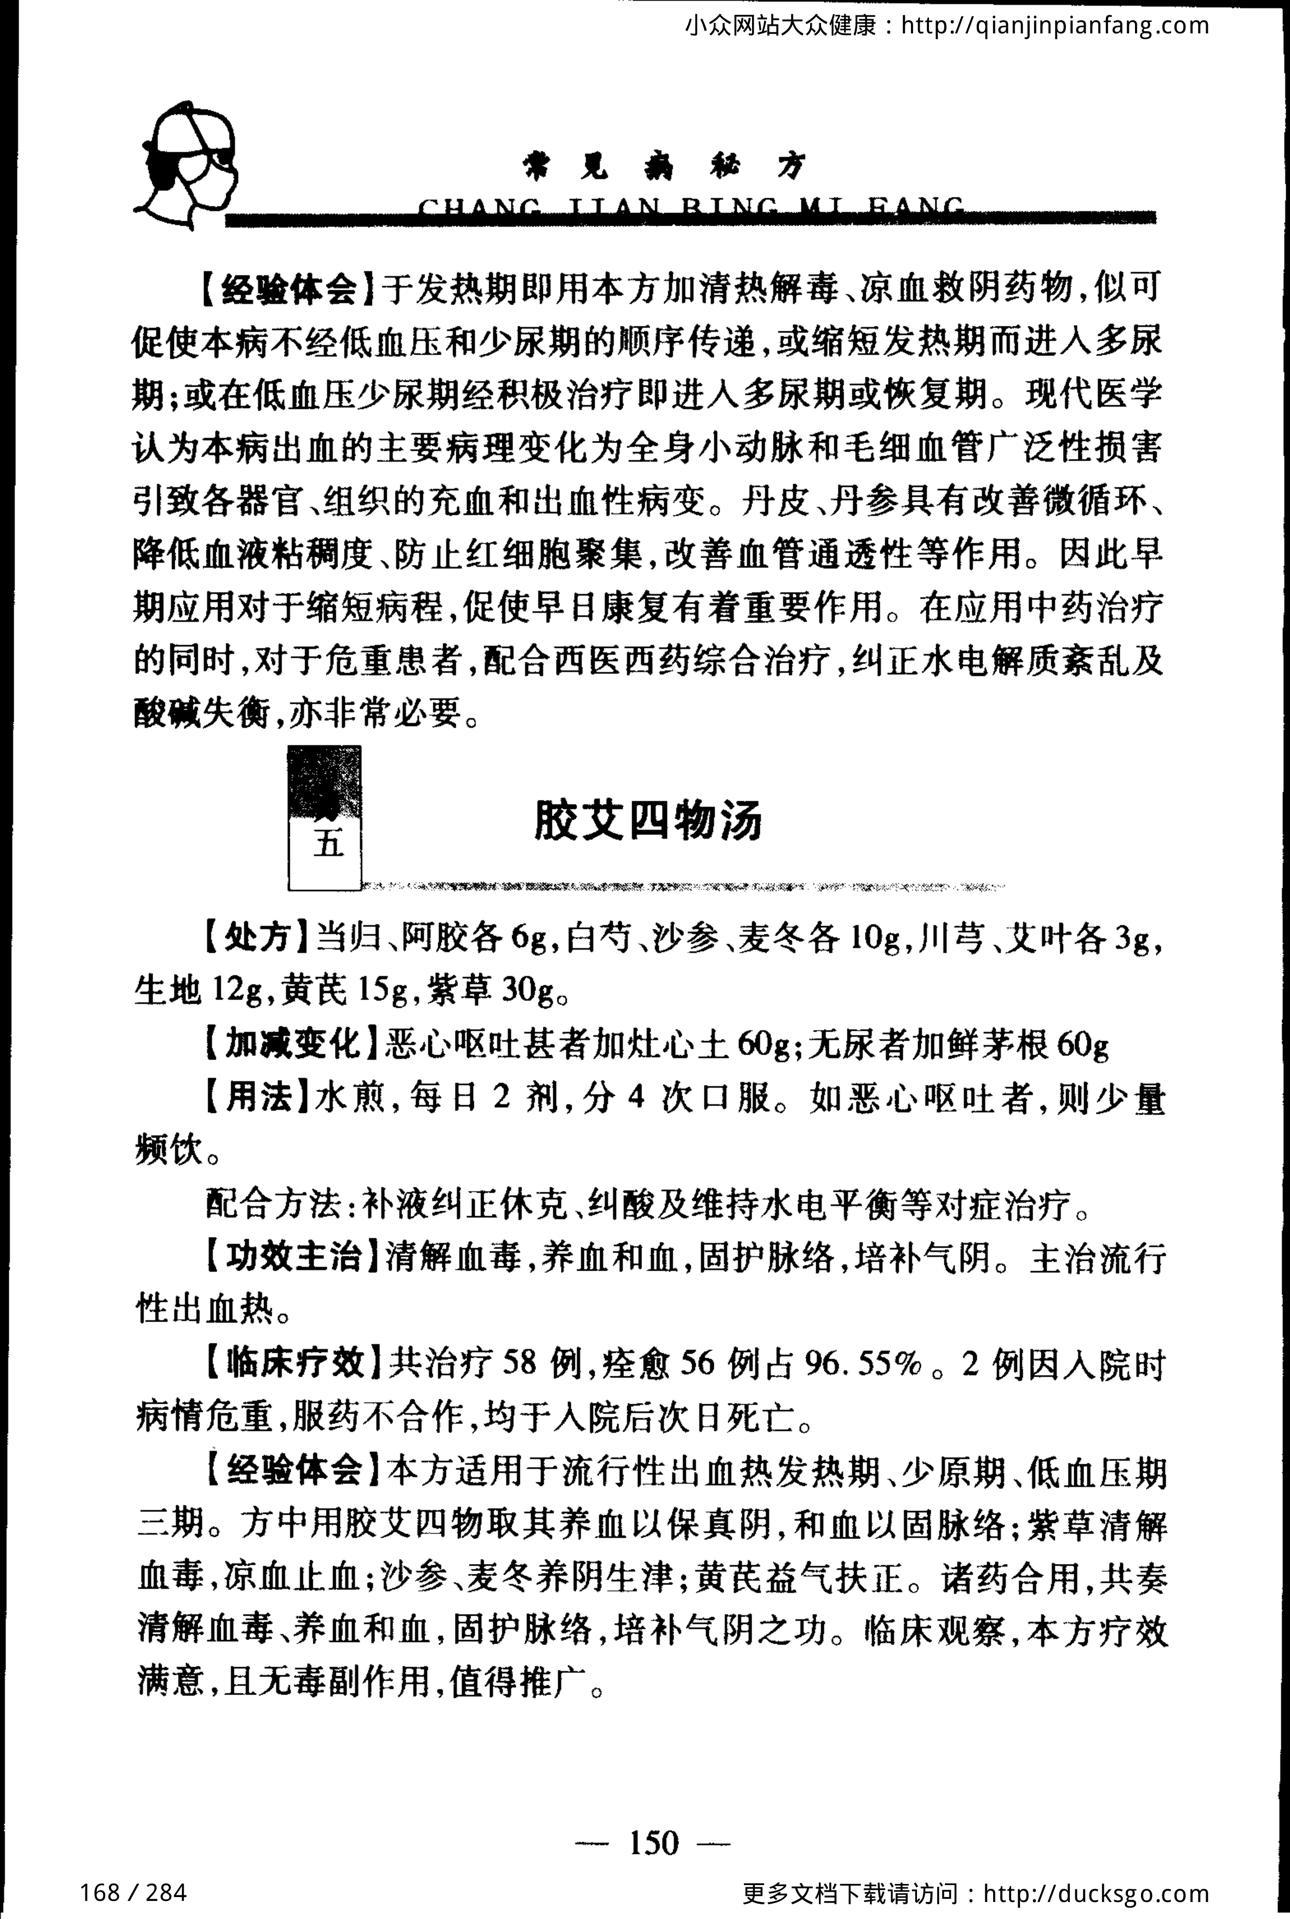 小众网站大众健康：http://qianjinpianfang.com
常见病秘方
CHANG JIAN BING MI FANG
【经验体会】于发热期即用本方加清热解毒、凉血救阴药物，似可
促使本病不经低血压和少尿期的顺序传递，或缩短发热期而进入多尿
期；或在低血压少尿期经积极治疗即进入多尿期或恢复期。现代医学
认为本病出血的主要病理变化为全身小动脉和毛细血管广泛性损害
引致各器官、组织的充血和出血性病变。丹皮、丹参具有改善微循环、
降低血液粘稠度、防止红细胞聚集，改善血管通透性等作用。因此早
期应用对于缩短病程，促使早日康复有着重要作用。在应用中药治疗
的同时，对于危重患者，配合西医西药综合治疗，纠正水电解质紊乱及
酸碱失衡，亦非常必要。
五
胶艾四物汤
【处方】当归、阿胶各6g，白芍、沙参、麦冬各10g，川芎、艾叶各3g，
生地12g，黄芪15g，紫草30g。
【加减变化】恶心呕吐甚者加灶心土60g；无尿者加鲜茅根60g
【用法】水煎，每日2剂，分4次口服。如恶心呕吐者，则少量
频饮。
配合方法：补液纠正休克、纠酸及维持水电平衡等对症治疗。
【功效主治】清解血毒，养血和血，固护脉络，培补气阴。主治流行
性出血热。
【临床疗效】共治疗58例，痊愈56例占96.55%。2例因入院时
病情危重，服药不合作，均于入院后次日死亡。
【经验体会】本方适用于流行性出血热发热期、少原期、低血压期
三期。方中用胶艾四物取其养血以保真阴，和血以固脉络；紫草清解
血毒，凉血止血；沙参、麦冬养阴生津；黄芪益气扶正。诸药合用，共奏
清解血毒、养血和血，固护脉络，培补气阴之功。临床观察，本方疗效
满意，且无毒副作用，值得推广。
— 150 —
168 / 284
更多文档下载请访问：http://ducksgo.com